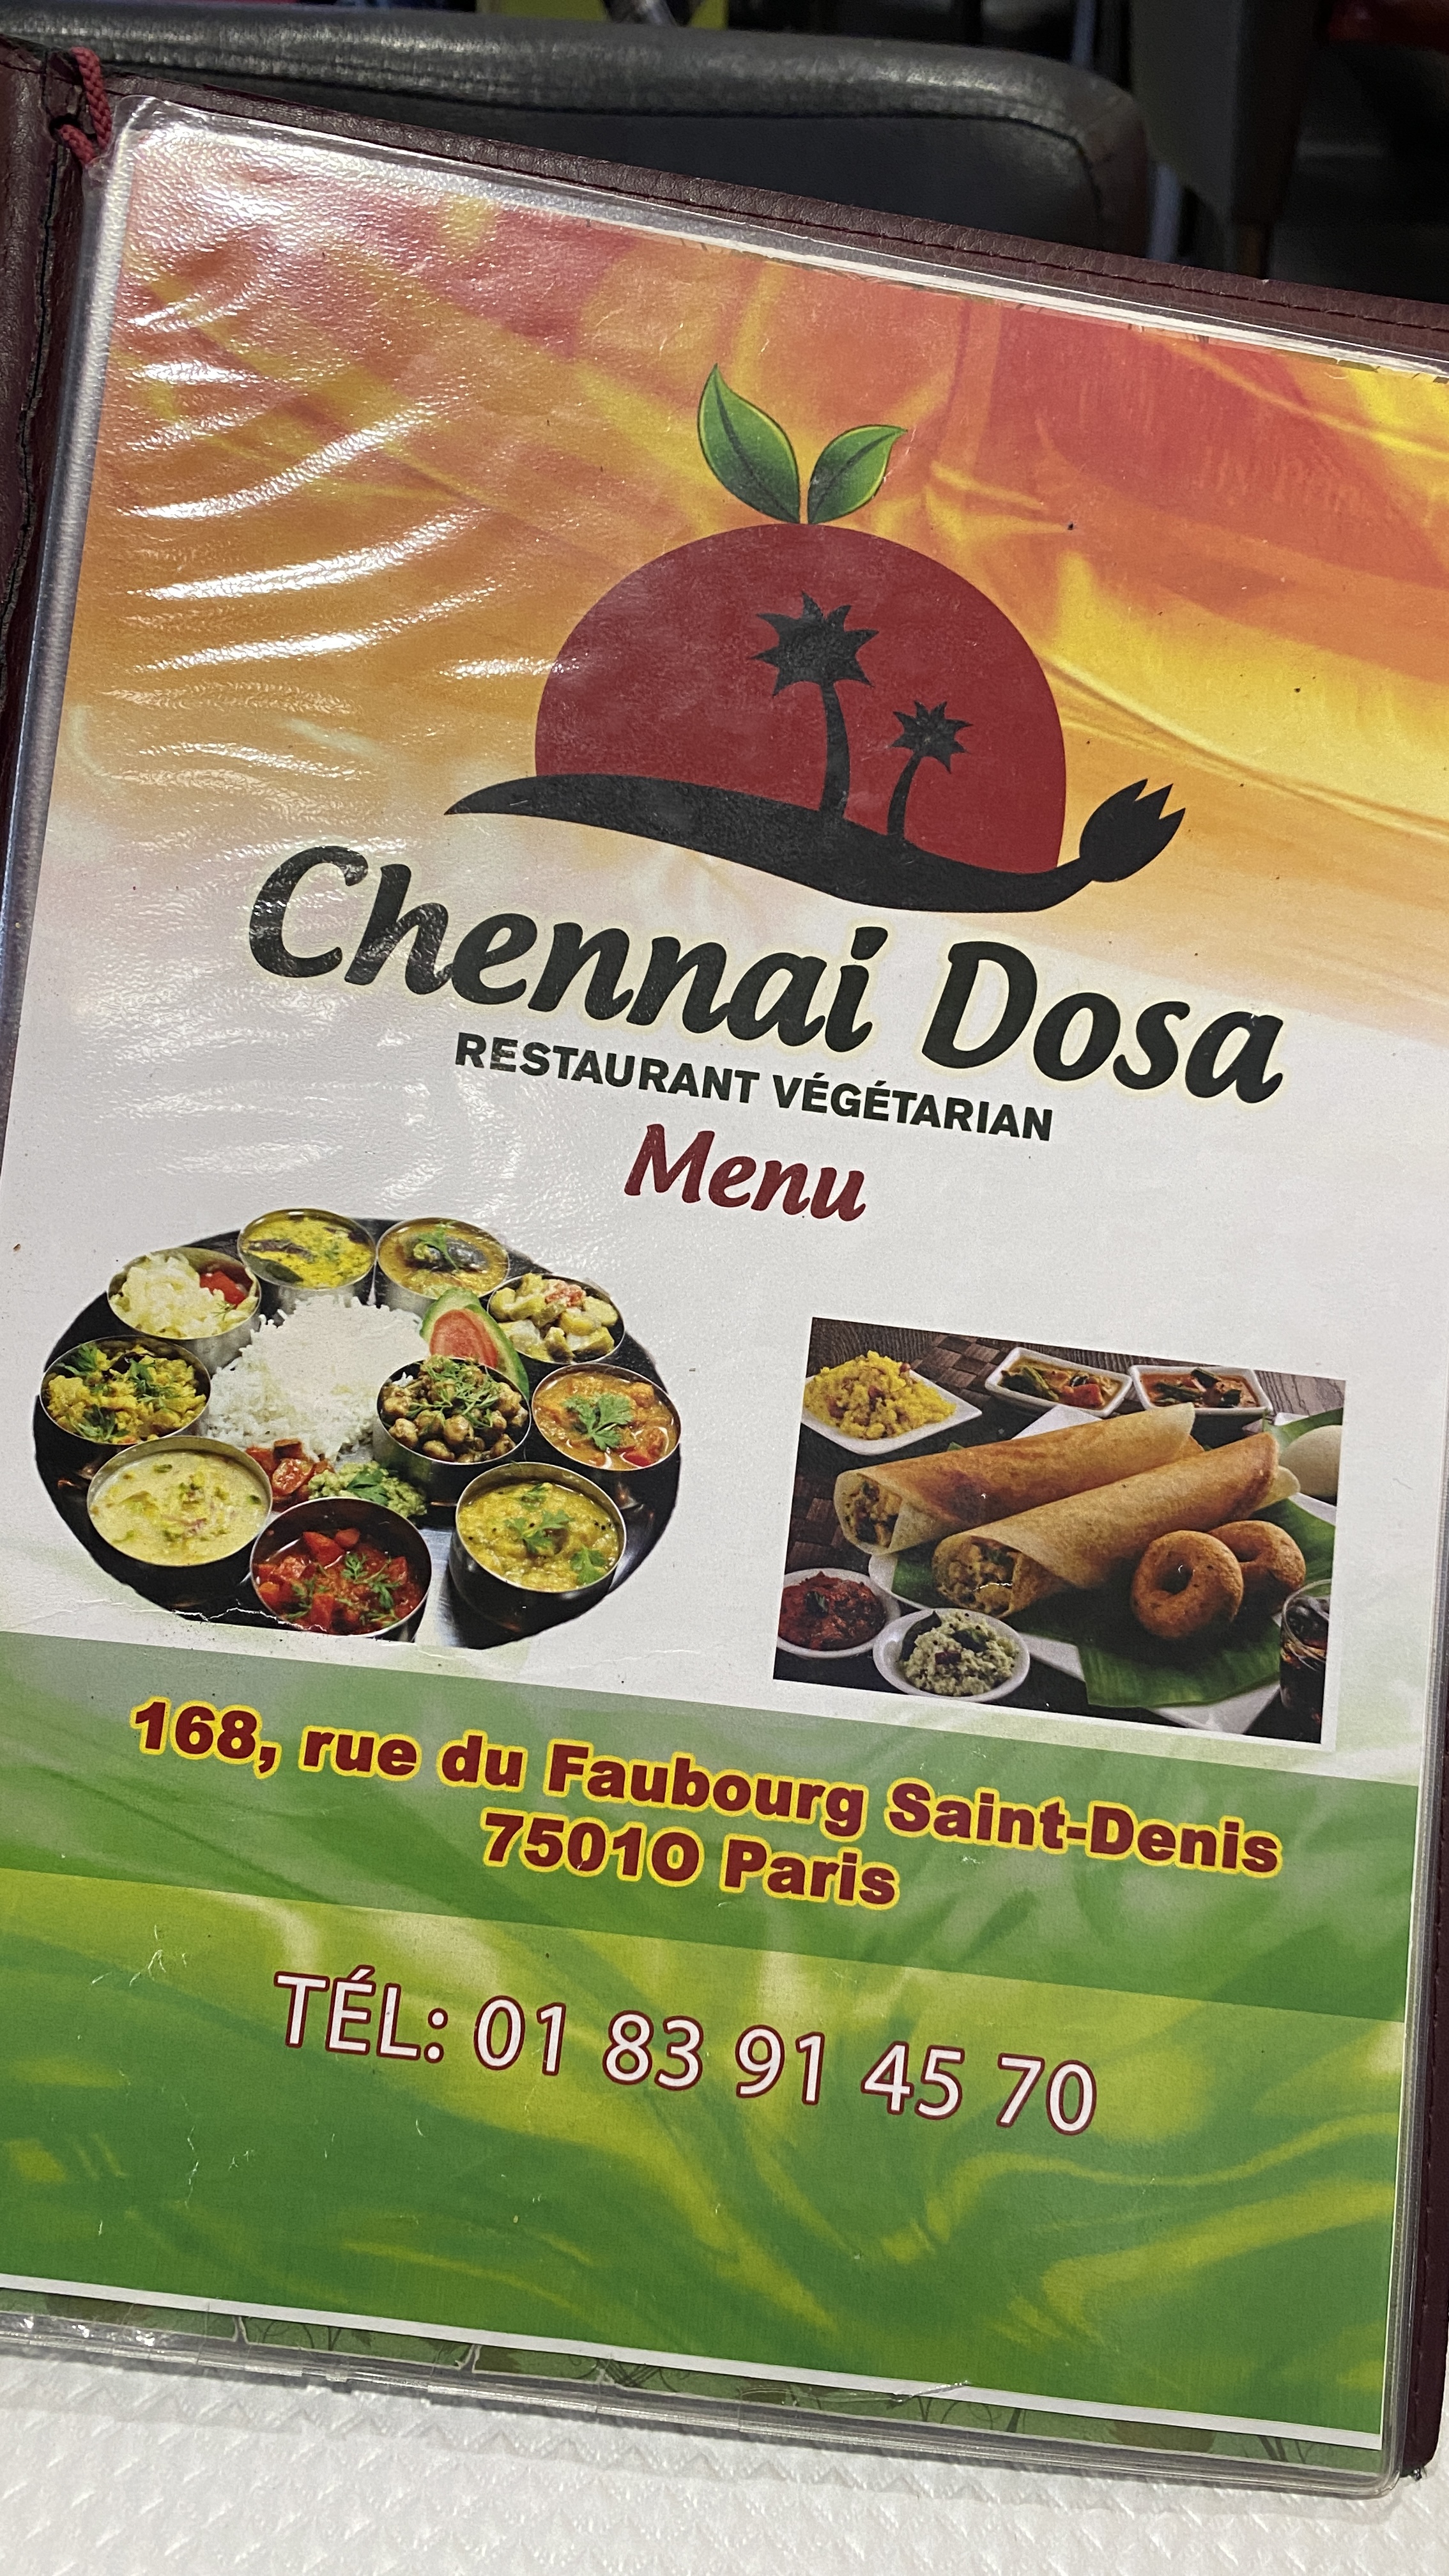 Chennai Dosa
RESTAURANT VÉGÉTARIAN
Menu
168, rue du Faubourg Saint-Denis
75010 Paris
TÉL: 01 83 91 45 70